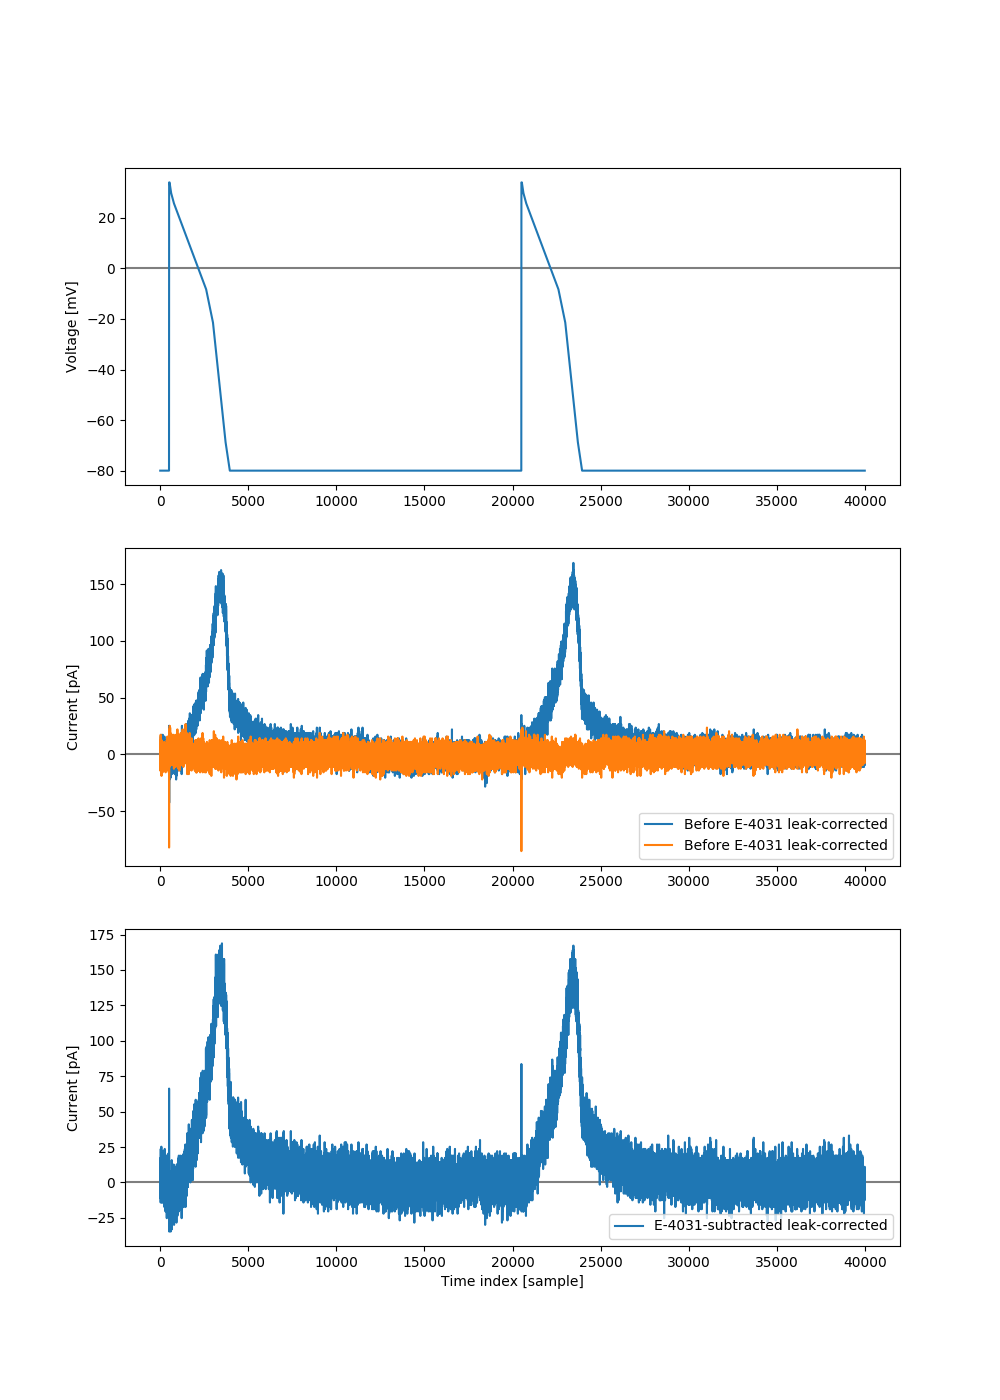 Voltage [mV]
20
0
−20
−40
−60
−80
0 5000 10000 15000 20000 25000 30000 35000 40000
Current [pA]
150
100
50
0
−50
Before E-4031 leak-corrected
Before E-4031 leak-corrected
0 5000 10000 15000 20000 25000 30000 35000 40000
Current [pA]
175
150
125
100
75
50
25
0
−25
E-4031-subtracted leak-corrected
0 5000 10000 15000 20000 25000 30000 35000 40000
Time index [sample]